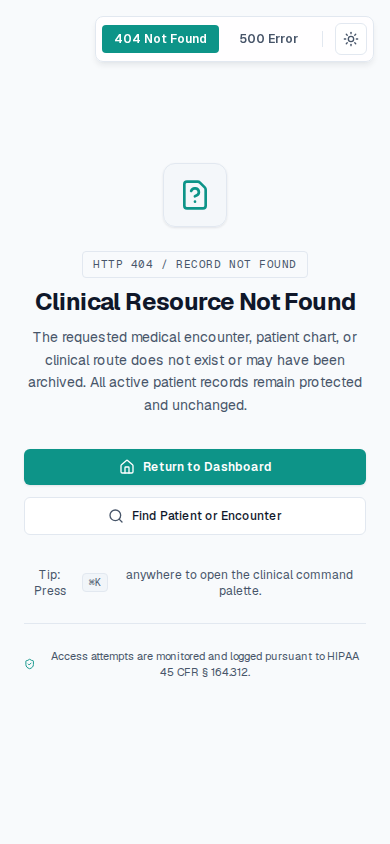 404 Not Found
500 Error
HTTP 404 / RECORD NOT FOUND
Clinical Resource Not Found
The requested medical encounter, patient chart, or
clinical route does not exist or may have been
archived. All active patient records remain protected
and unchanged.
Return to Dashboard
Find Patient or Encounter
Tip:
Press
⌘K
anywhere to open the clinical command
palette.
Access attempts are monitored and logged pursuant to HIPAA
45 CFR § 164.312.